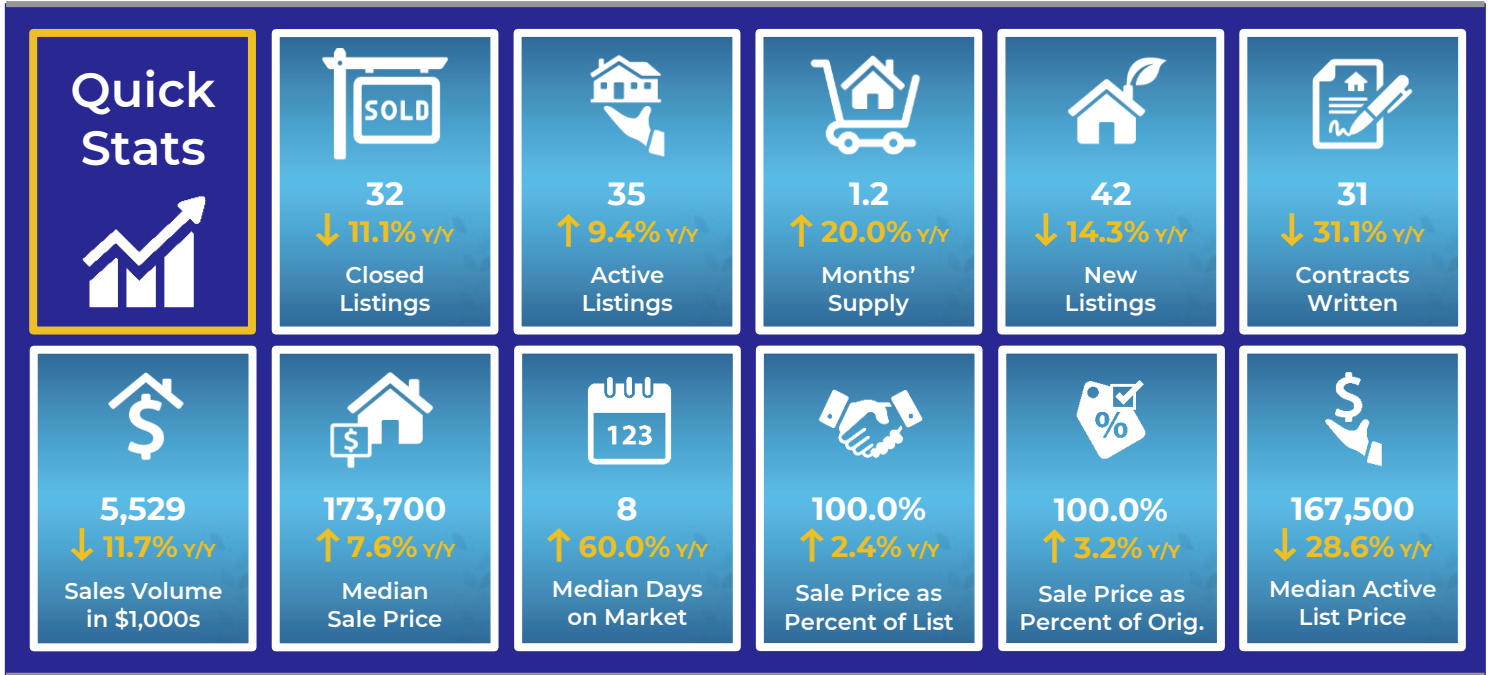 Quick
Stats
SOLD
32
↓ 11.1% Y/Y
Closed
Listings
35
↑ 9.4% Y/Y
Active
Listings
1.2
↑ 20.0% Y/Y
Months’
Supply
42
↓ 14.3% Y/Y
New
Listings
31
↓ 31.1% Y/Y
Contracts
Written
$
5,529
↓ 11.7% Y/Y
Sales Volume
in $1,000s
$
173,700
↑ 7.6% Y/Y
Median
Sale Price
123
8
↑ 60.0% Y/Y
Median Days
on Market
100.0%
↑ 2.4% Y/Y
Sale Price as
Percent of List
%
100.0%
↑ 3.2% Y/Y
Sale Price as
Percent of Orig.
$
167,500
↓ 28.6% Y/Y
Median Active
List Price